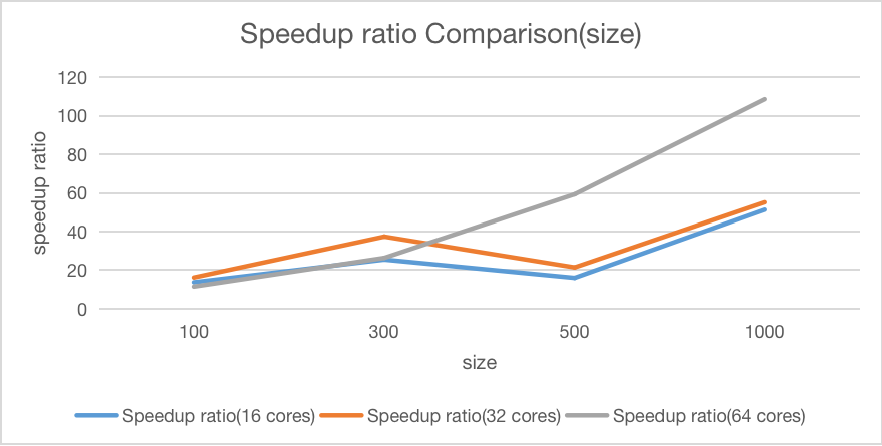 Speedup ratio Comparison(size)
120
100
80
60
40
20
0
speedup ratio
100 300 500 1000
size
Speedup ratio(16 cores) Speedup ratio(32 cores) Speedup ratio(64 cores)